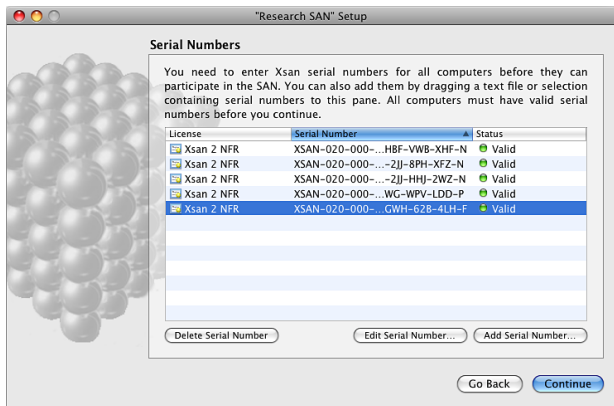 "Research SAN" Setup
Serial Numbers
You need to enter Xsan serial numbers for all computers before they can
participate in the SAN. You can also add them by dragging a text file or selection
containing serial numbers to this pane. All computers must have valid serial
numbers before you continue.
License Serial Number Status
Xsan 2 NFR XSAN-020-000-...HBF-VWB-XHF-N Valid
Xsan 2 NFR XSAN-020-000-...-2JJ-8PH-XFZ-N Valid
Xsan 2 NFR XSAN-020-000-...-2JJ-HHJ-2WZ-N Valid
Xsan 2 NFR XSAN-020-000-...WG-WPV-LDD-P Valid
Xsan 2 NFR XSAN-020-000-...GWH-62B-4LH-F Valid
Delete Serial Number Edit Serial Number... Add Serial Number...
Go Back Continue